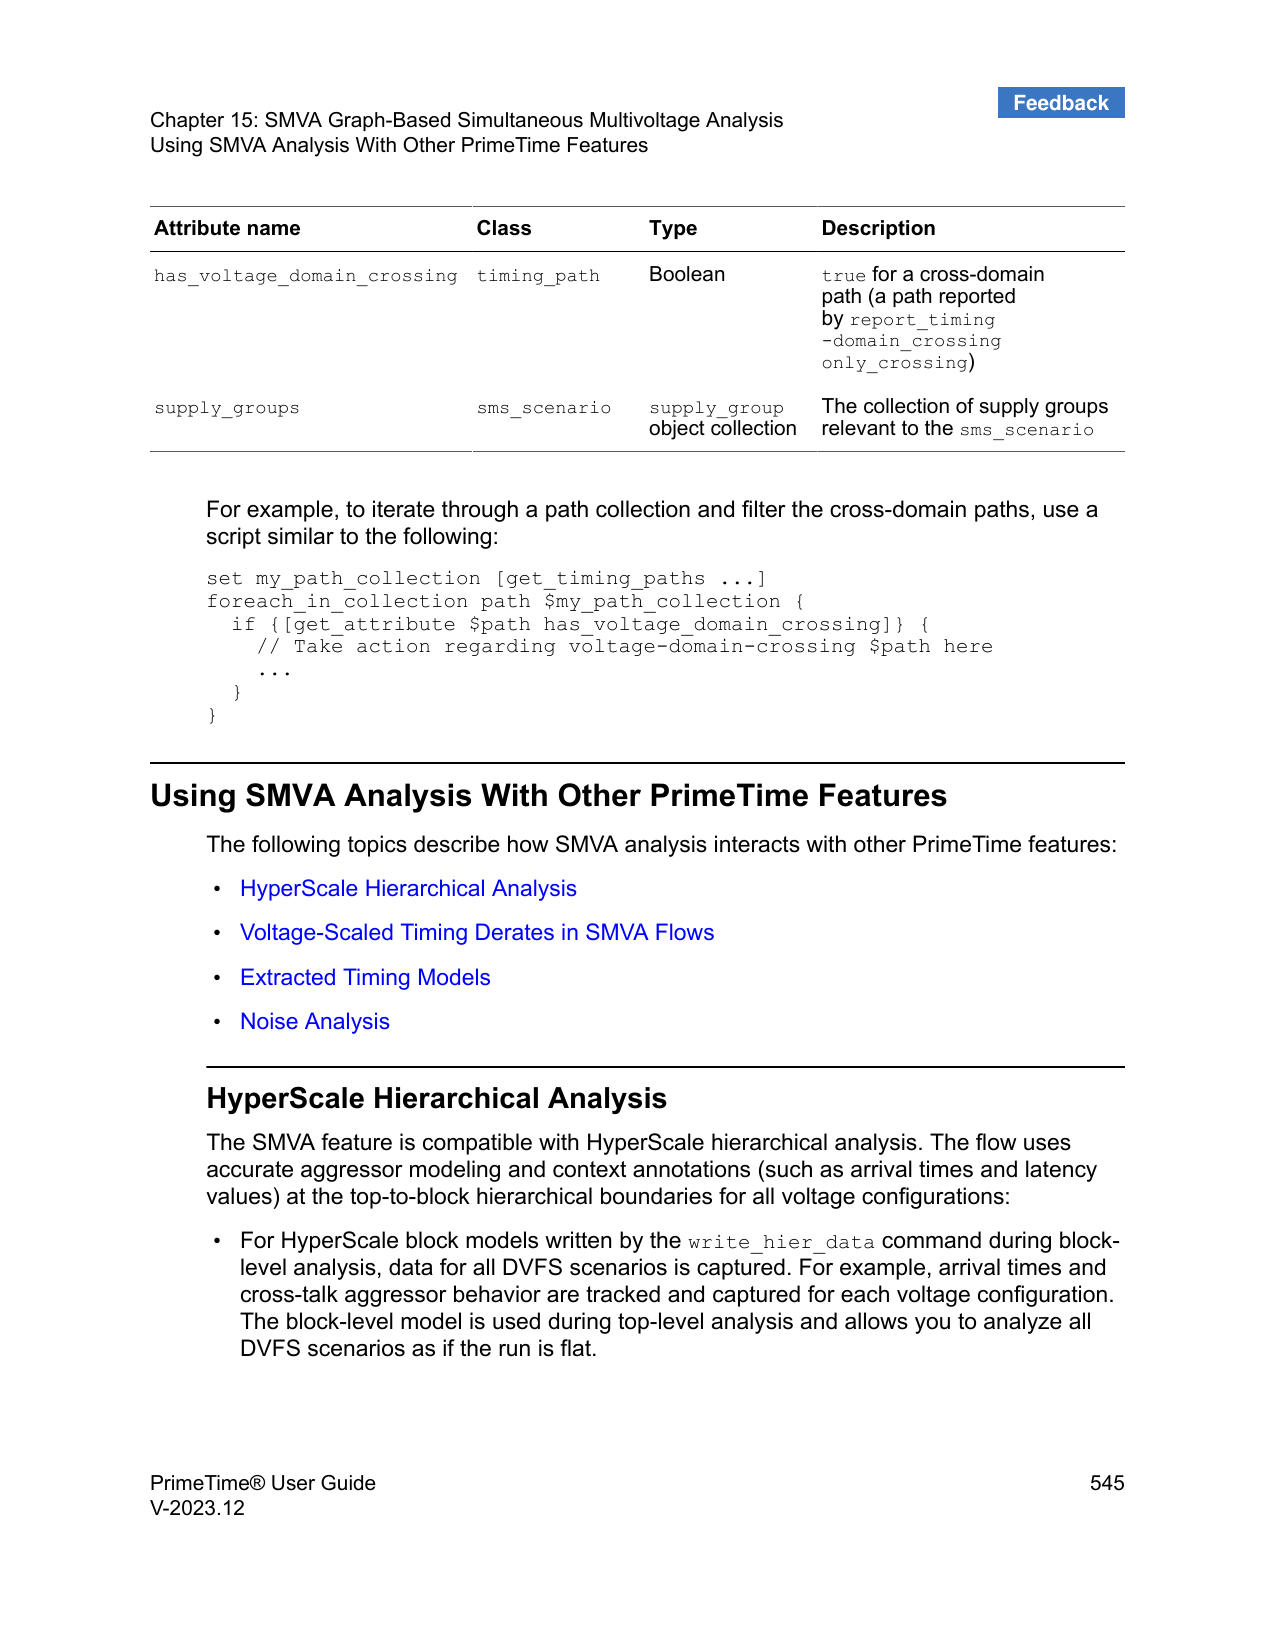 Feedback
Chapter 15: SMVA Graph-Based Simultaneous Multivoltage Analysis
Using SMVA Analysis With Other PrimeTime Features
Attribute name Class Type Description
has_voltage_domain_crossing timing_path Boolean true for a cross-domain
path (a path reported
by report_timing
-domain_crossing
only_crossing)
supply_groups sms_scenario supply_group The collection of supply groups
object collection relevant to the sms_scenario
For example, to iterate through a path collection and filter the cross-domain paths, use a
script similar to the following:
set my_path_collection [get_timing_paths ...]
foreach_in_collection path $my_path_collection {
  if {[get_attribute $path has_voltage_domain_crossing]} {
    // Take action regarding voltage-domain-crossing $path here
    ...
  }
}
Using SMVA Analysis With Other PrimeTime Features
The following topics describe how SMVA analysis interacts with other PrimeTime features:
• HyperScale Hierarchical Analysis
• Voltage-Scaled Timing Derates in SMVA Flows
• Extracted Timing Models
• Noise Analysis
HyperScale Hierarchical Analysis
The SMVA feature is compatible with HyperScale hierarchical analysis. The flow uses
accurate aggressor modeling and context annotations (such as arrival times and latency
values) at the top-to-block hierarchical boundaries for all voltage configurations:
• For HyperScale block models written by the write_hier_data command during block-
level analysis, data for all DVFS scenarios is captured. For example, arrival times and
cross-talk aggressor behavior are tracked and captured for each voltage configuration.
The block-level model is used during top-level analysis and allows you to analyze all
DVFS scenarios as if the run is flat.
PrimeTime® User Guide 545
V-2023.12